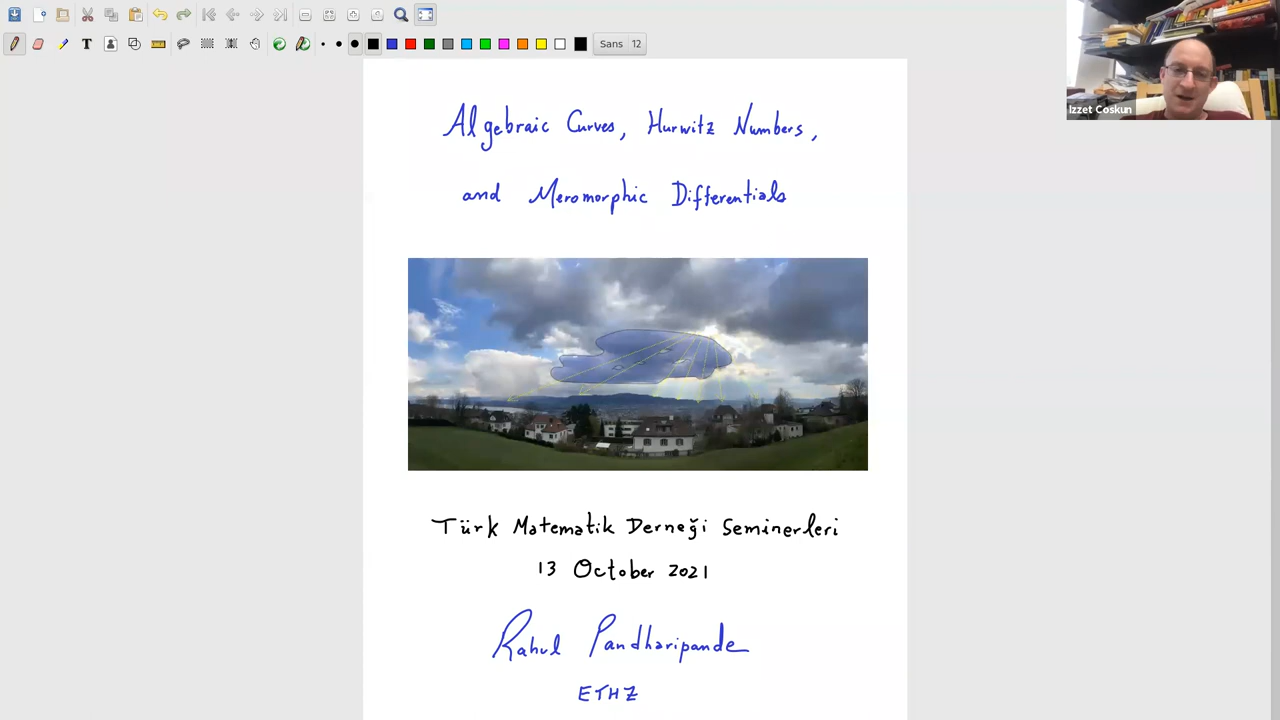 T
Sans 12
Izzet Coskun
Algebraic Curves, Hurwitz Numbers,
and Meromorphic Differentials
Türk Matematik Derneği Seminerleri
13 October 2021
Rahul Pandharipande
ETHZ